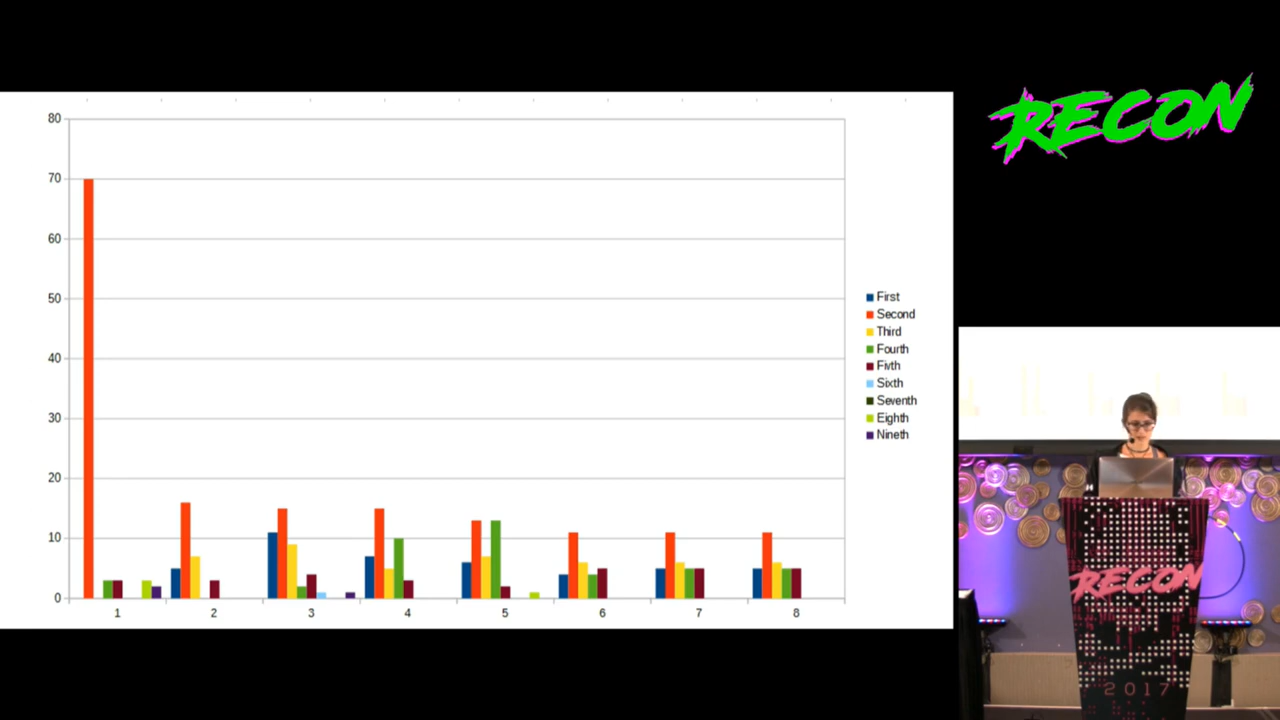 RECON
80
70
60
50
40
30
20
10
0
1 2 3 4 5 6 7 8
First
Second
Third
Fourth
Fivth
Sixth
Seventh
Eighth
Nineth
RECON
2017